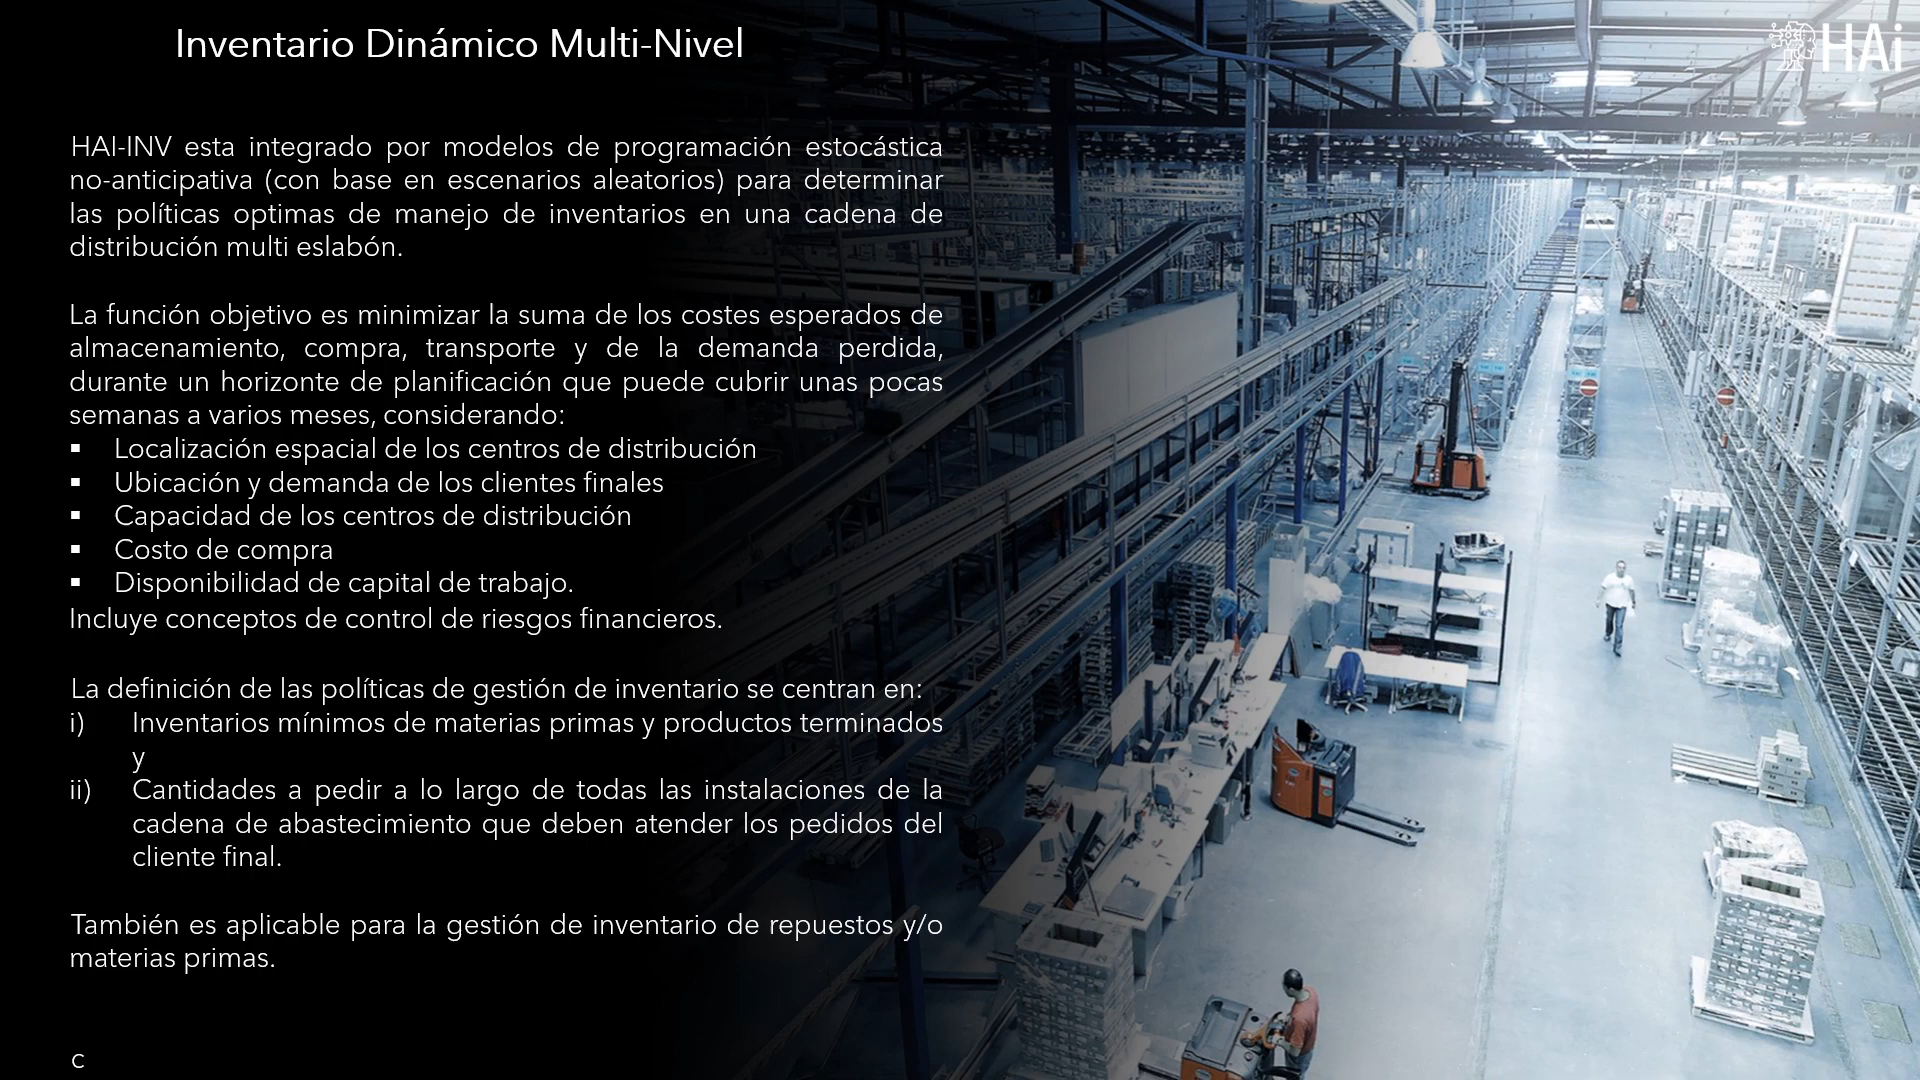 Inventario Dinámico Multi-Nivel
HAi
HAI-INV esta integrado por modelos de programación estocástica
no-anticipativa (con base en escenarios aleatorios) para determinar
las políticas optimas de manejo de inventarios en una cadena de
distribución multi eslabón.
La función objetivo es minimizar la suma de los costes esperados de
almacenamiento, compra, transporte y de la demanda perdida,
durante un horizonte de planificación que puede cubrir unas pocas
semanas a varios meses, considerando:
▪ Localización espacial de los centros de distribución
▪ Ubicación y demanda de los clientes finales
▪ Capacidad de los centros de distribución
▪ Costo de compra
▪ Disponibilidad de capital de trabajo.
Incluye conceptos de control de riesgos financieros.
La definición de las políticas de gestión de inventario se centran en:
i) Inventarios mínimos de materias primas y productos terminados
y
ii) Cantidades a pedir a lo largo de todas las instalaciones de la
cadena de abastecimiento que deben atender los pedidos del
cliente final.
También es aplicable para la gestión de inventario de repuestos y/o
materias primas.
c